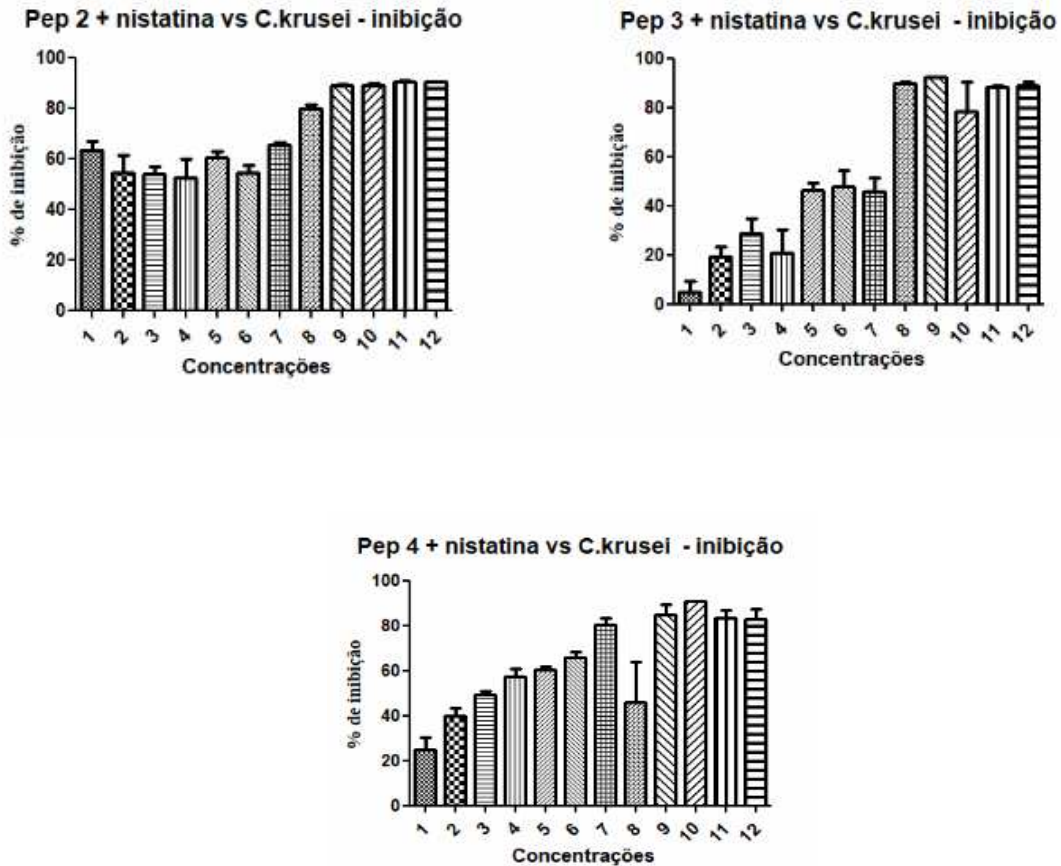 Pep 2 + nistatina vs C.krusei - inibição
% de inibição
100
80
60
40
20
0
1 2 3 4 5 6 7 8 9 10 11 12
Concentrações
Pep 3 + nistatina vs C.krusei - inibição
% de inibição
100
80
60
40
20
0
1 2 3 4 5 6 7 8 9 10 11 12
Concentrações
Pep 4 + nistatina vs C.krusei - inibição
% de inibição
100
80
60
40
20
0
1 2 3 4 5 6 7 8 9 10 11 12
Concentrações